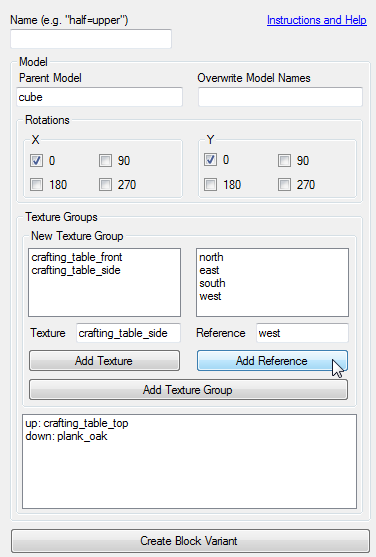 Name (e.g. "half=upper")
Instructions and Help
Model
Parent Model
Overwrite Model Names
cube
Rotations
X
Y
0
90
0
90
180
270
180
270
Texture Groups
New Texture Group
crafting_table_front
crafting_table_side
north
east
south
west
Texture
crafting_table_side
Reference
west
Add Texture
Add Reference
Add Texture Group
up: crafting_table_top
down: plank_oak
Create Block Variant